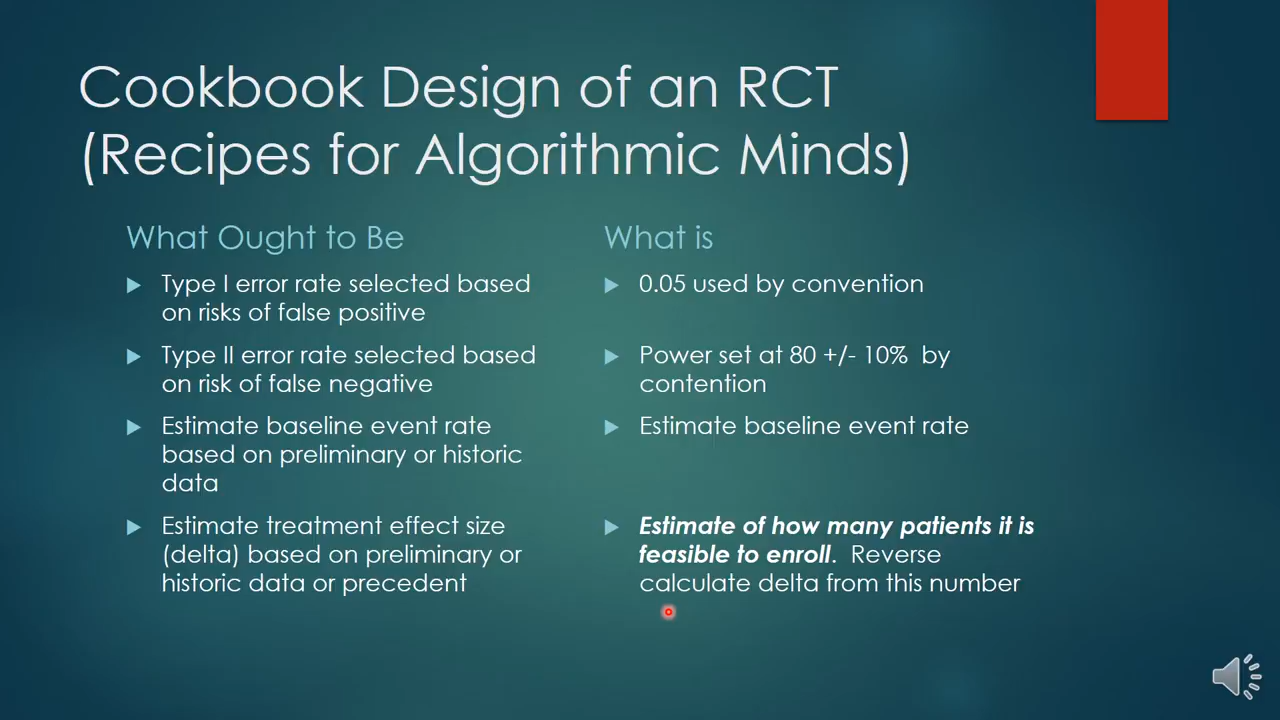 Cookbook Design of an RCT
(Recipes for Algorithmic Minds)
What Ought to Be
Type I error rate selected based
on risks of false positive
Type II error rate selected based
on risk of false negative
Estimate baseline event rate
based on preliminary or historic
data
Estimate treatment effect size
(delta) based on preliminary or
historic data or precedent
What is
0.05 used by convention
Power set at 80 +/- 10% by
contention
Estimate baseline event rate
Estimate of how many patients it is
feasible to enroll. Reverse
calculate delta from this number